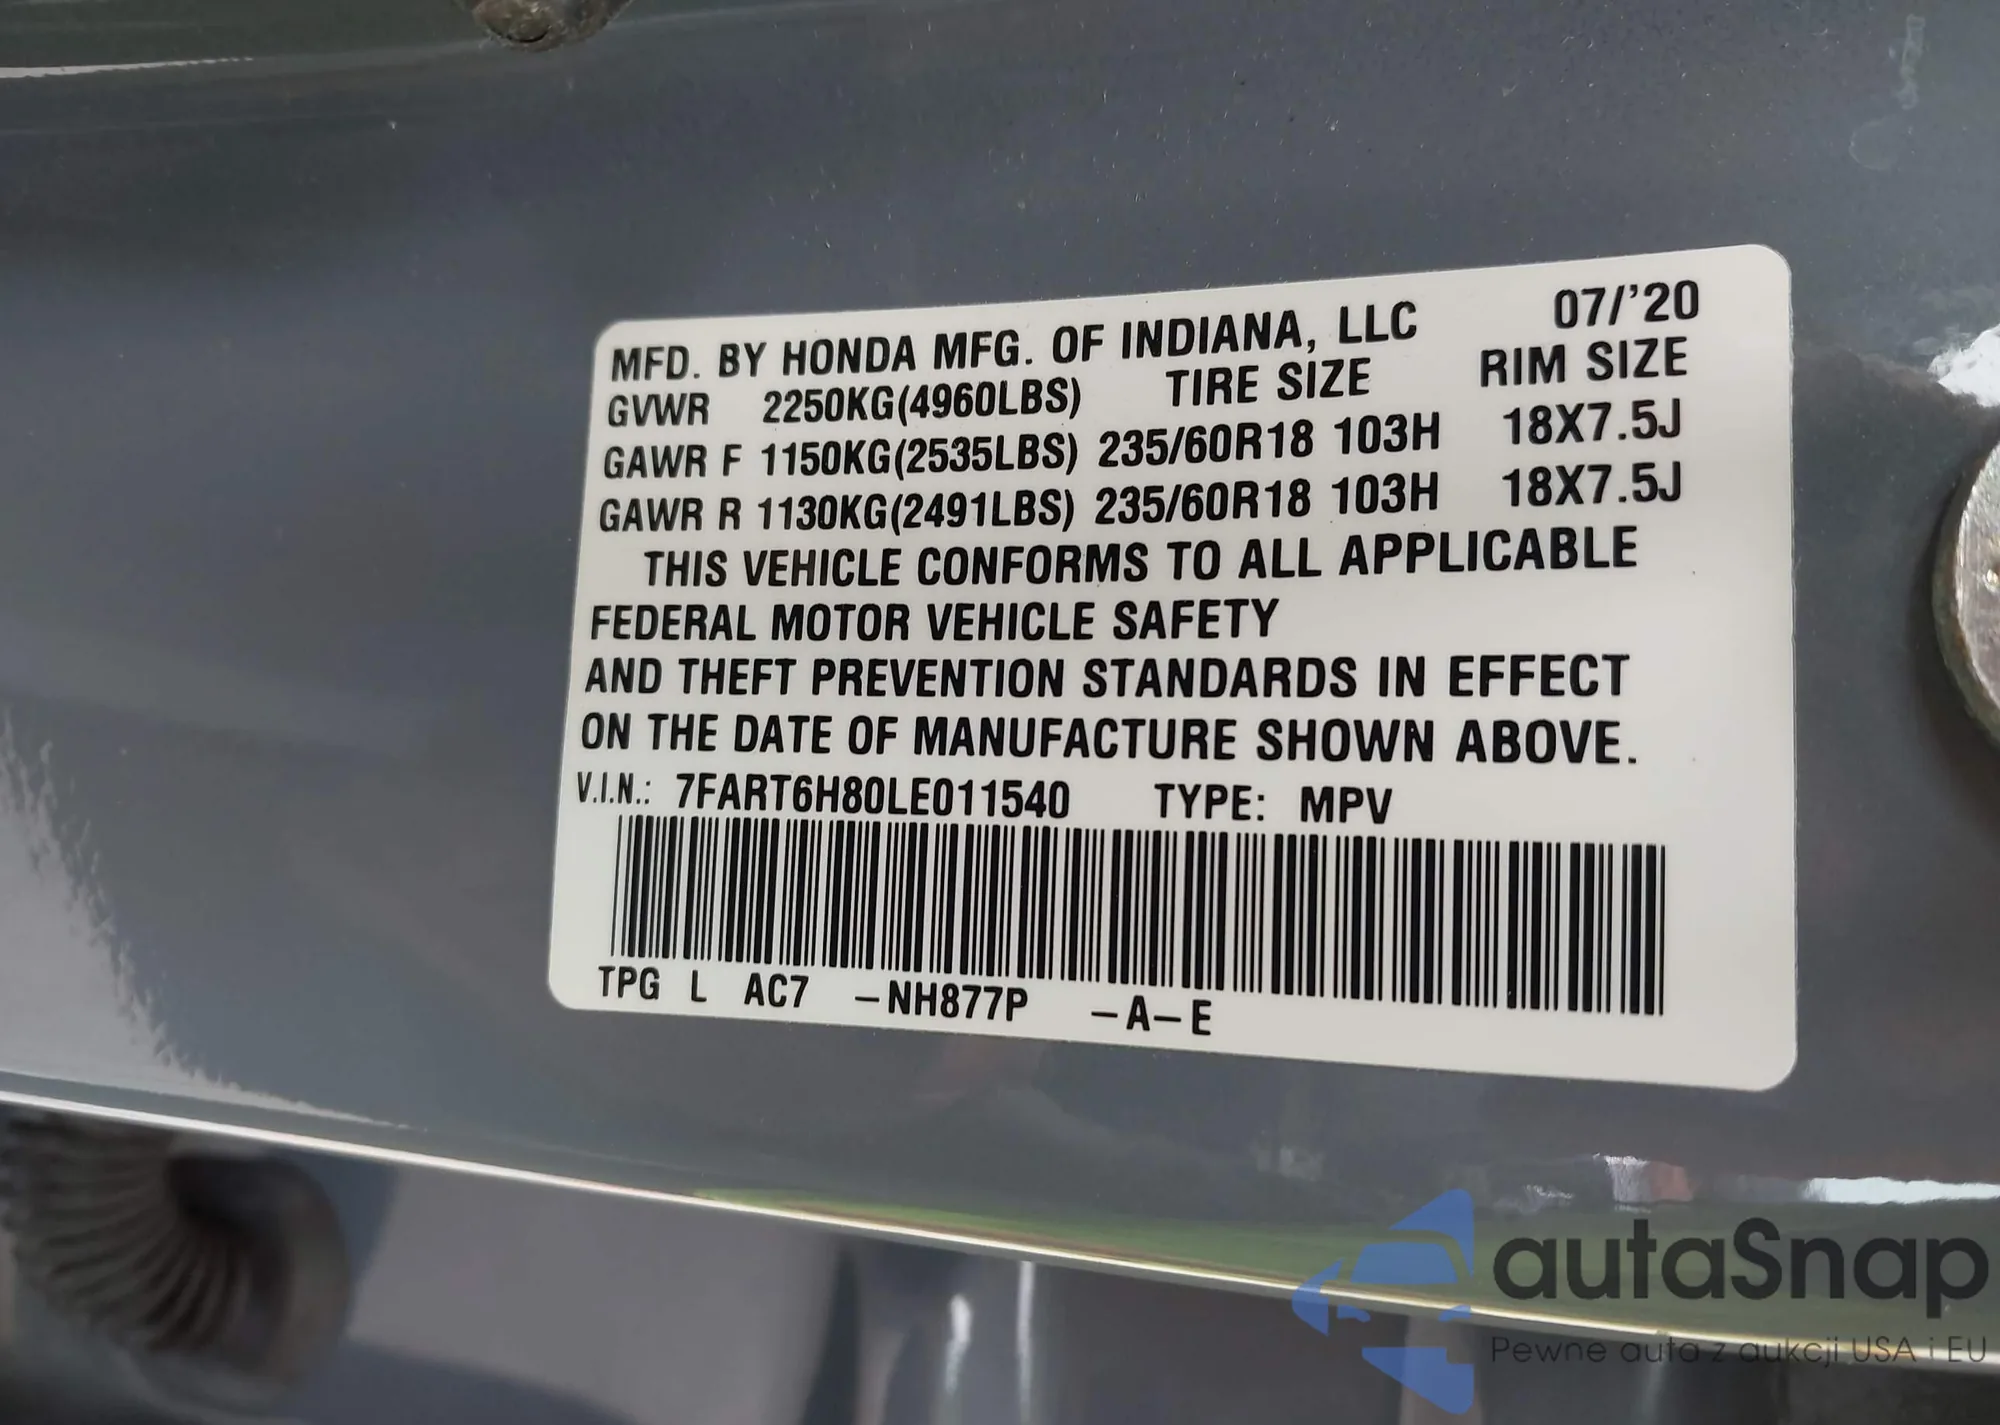 MFD. BY HONDA MFG. OF INDIANA, LLC 07/'20
GVWR 2250KG(4960LBS) TIRE SIZE RIM SIZE
GAWR F 1150KG(2535LBS) 235/60R18 103H 18X7.5J
GAWR R 1130KG(2491LBS) 235/60R18 103H 18X7.5J
THIS VEHICLE CONFORMS TO ALL APPLICABLE
FEDERAL MOTOR VEHICLE SAFETY
AND THEFT PREVENTION STANDARDS IN EFFECT
ON THE DATE OF MANUFACTURE SHOWN ABOVE.
V.I.N.: 7FART6H80LE011540 TYPE: MPV
TPG L AC7 -NH877P -A-E
autaSnap
Pewne auta z aukcji USA i EU